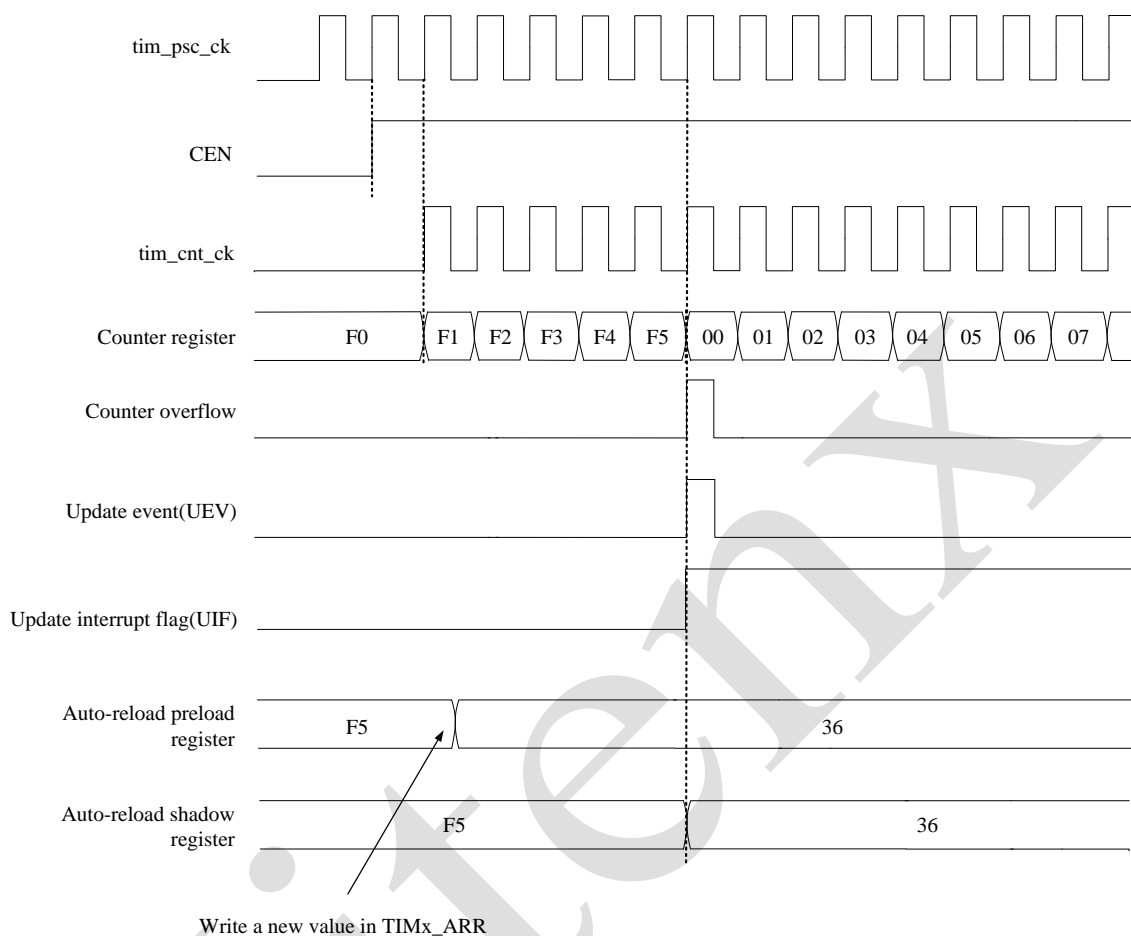 tim_psc_ck
CEN
tim_cnt_ck
Counter register F0 F1 F2 F3 F4 F5 00 01 02 03 04 05 06 07
Counter overflow
Update event(UEV)
Update interrupt flag(UIF)
Auto-reload preload
register
F5 36
Auto-reload shadow
register
F5 36
Write a new value in TIMx_ARR